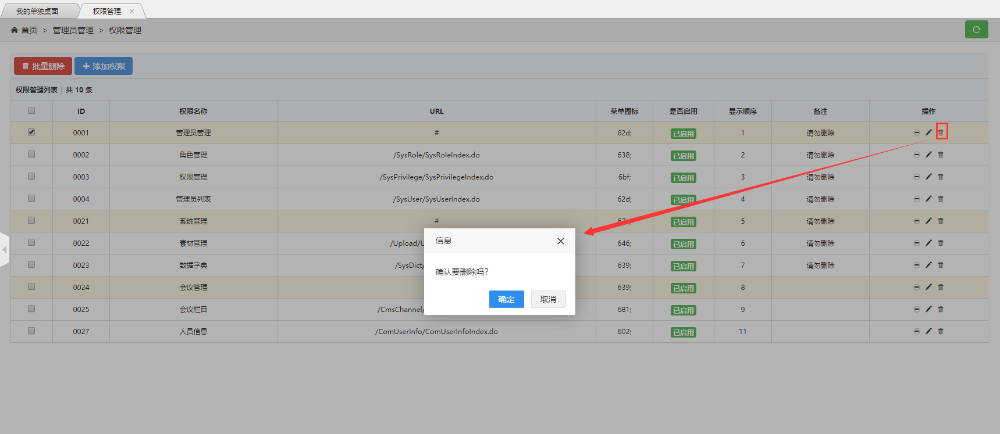 我的单独桌面 权限管理
首页 > 管理员管理 > 权限管理
批量删除 添加权限
权限管理列表 | 共 10 条
ID 权限名称 URL 菜单图标 是否启用 显示顺序 备注 操作
0001 管理员管理 # 62d; 已启用 1 请勿删除
0002 角色管理 /SysRole/SysRoleIndex.do 638; 已启用 2 请勿删除
0003 权限管理 /SysPrivilege/SysPrivilegeIndex.do 6bf; 已启用 3 请勿删除
0004 管理员列表 /SysUser/SysUserIndex.do 62d; 已启用 4 请勿删除
0021 系统管理 # 已启用 5 请勿删除
0022 素材管理 /Upload/U 646; 已启用 6 请勿删除
0023 数据字典 /SysDict/ 639; 已启用 7 请勿删除
0024 会议管理 639; 已启用 8
0025 会议栏目 /CmsChannel/ 681; 已启用 9
0027 人员信息 /ComUserInfo/ComUserInfoIndex.do 602; 已启用 11
信息
确认要删除吗？
确定 取消